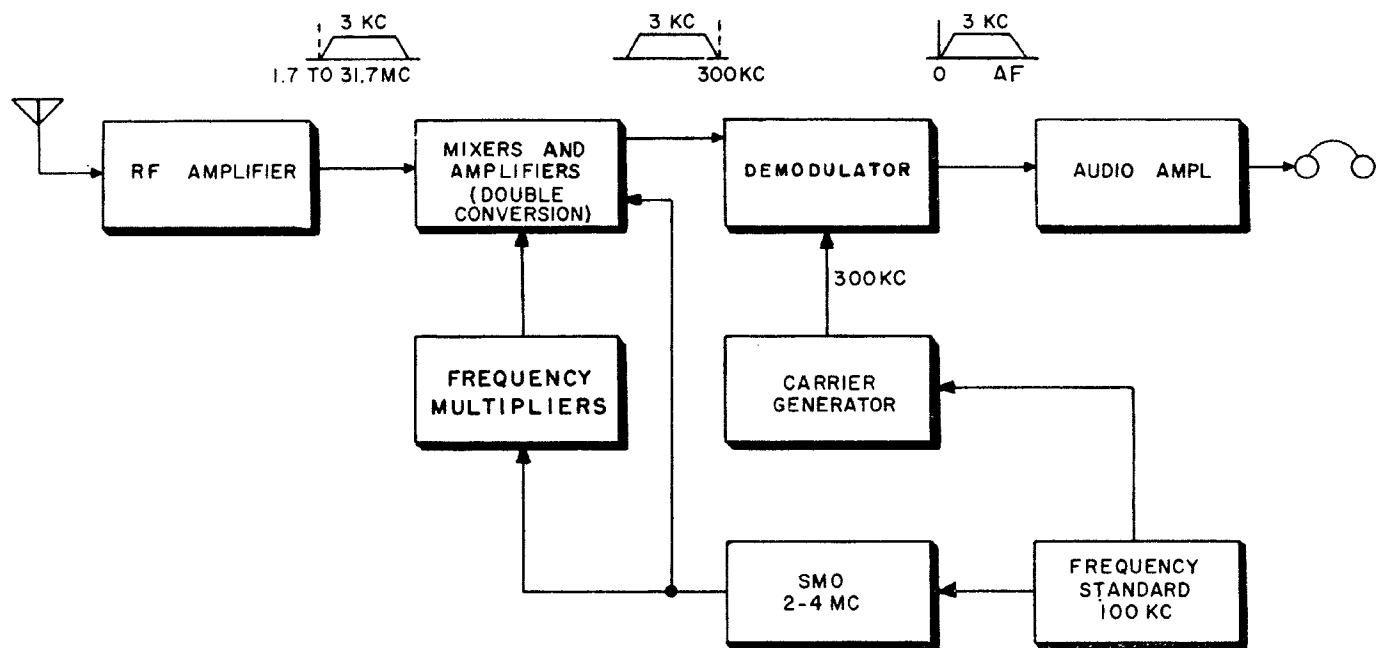 3 KC
1.7 TO 31.7MC
3 KC
300KC
3 KC
0 AF
RF AMPLIFIER
MIXERS AND
AMPLIFIERS
(DOUBLE
CONVERSION)
DEMODULATOR
AUDIO AMPL
300KC
FREQUENCY
MULTIPLIERS
CARRIER
GENERATOR
SMO
2-4 MC
FREQUENCY
STANDARD
100 KC